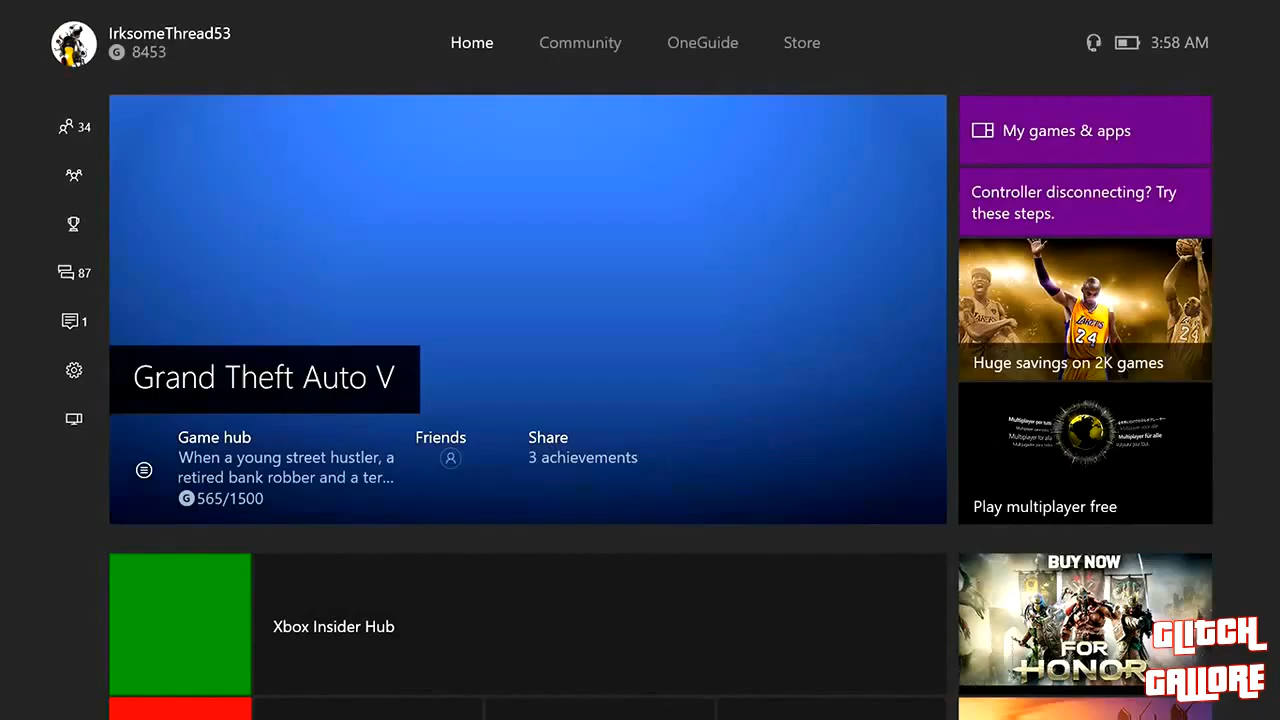 IrksomeThread53
G 8453
Home
Community
OneGuide
Store
3:58 AM
34
87
1
Grand Theft Auto V
Game hub
When a young street hustler, a
retired bank robber and a ter...
G 565/1500
Friends
Share
3 achievements
My games & apps
Controller disconnecting? Try
these steps.
24
24
Huge savings on 2K games
Play multiplayer free
Xbox Insider Hub
BUY NOW
FOR
HONOR
GLITCH
GALLORE